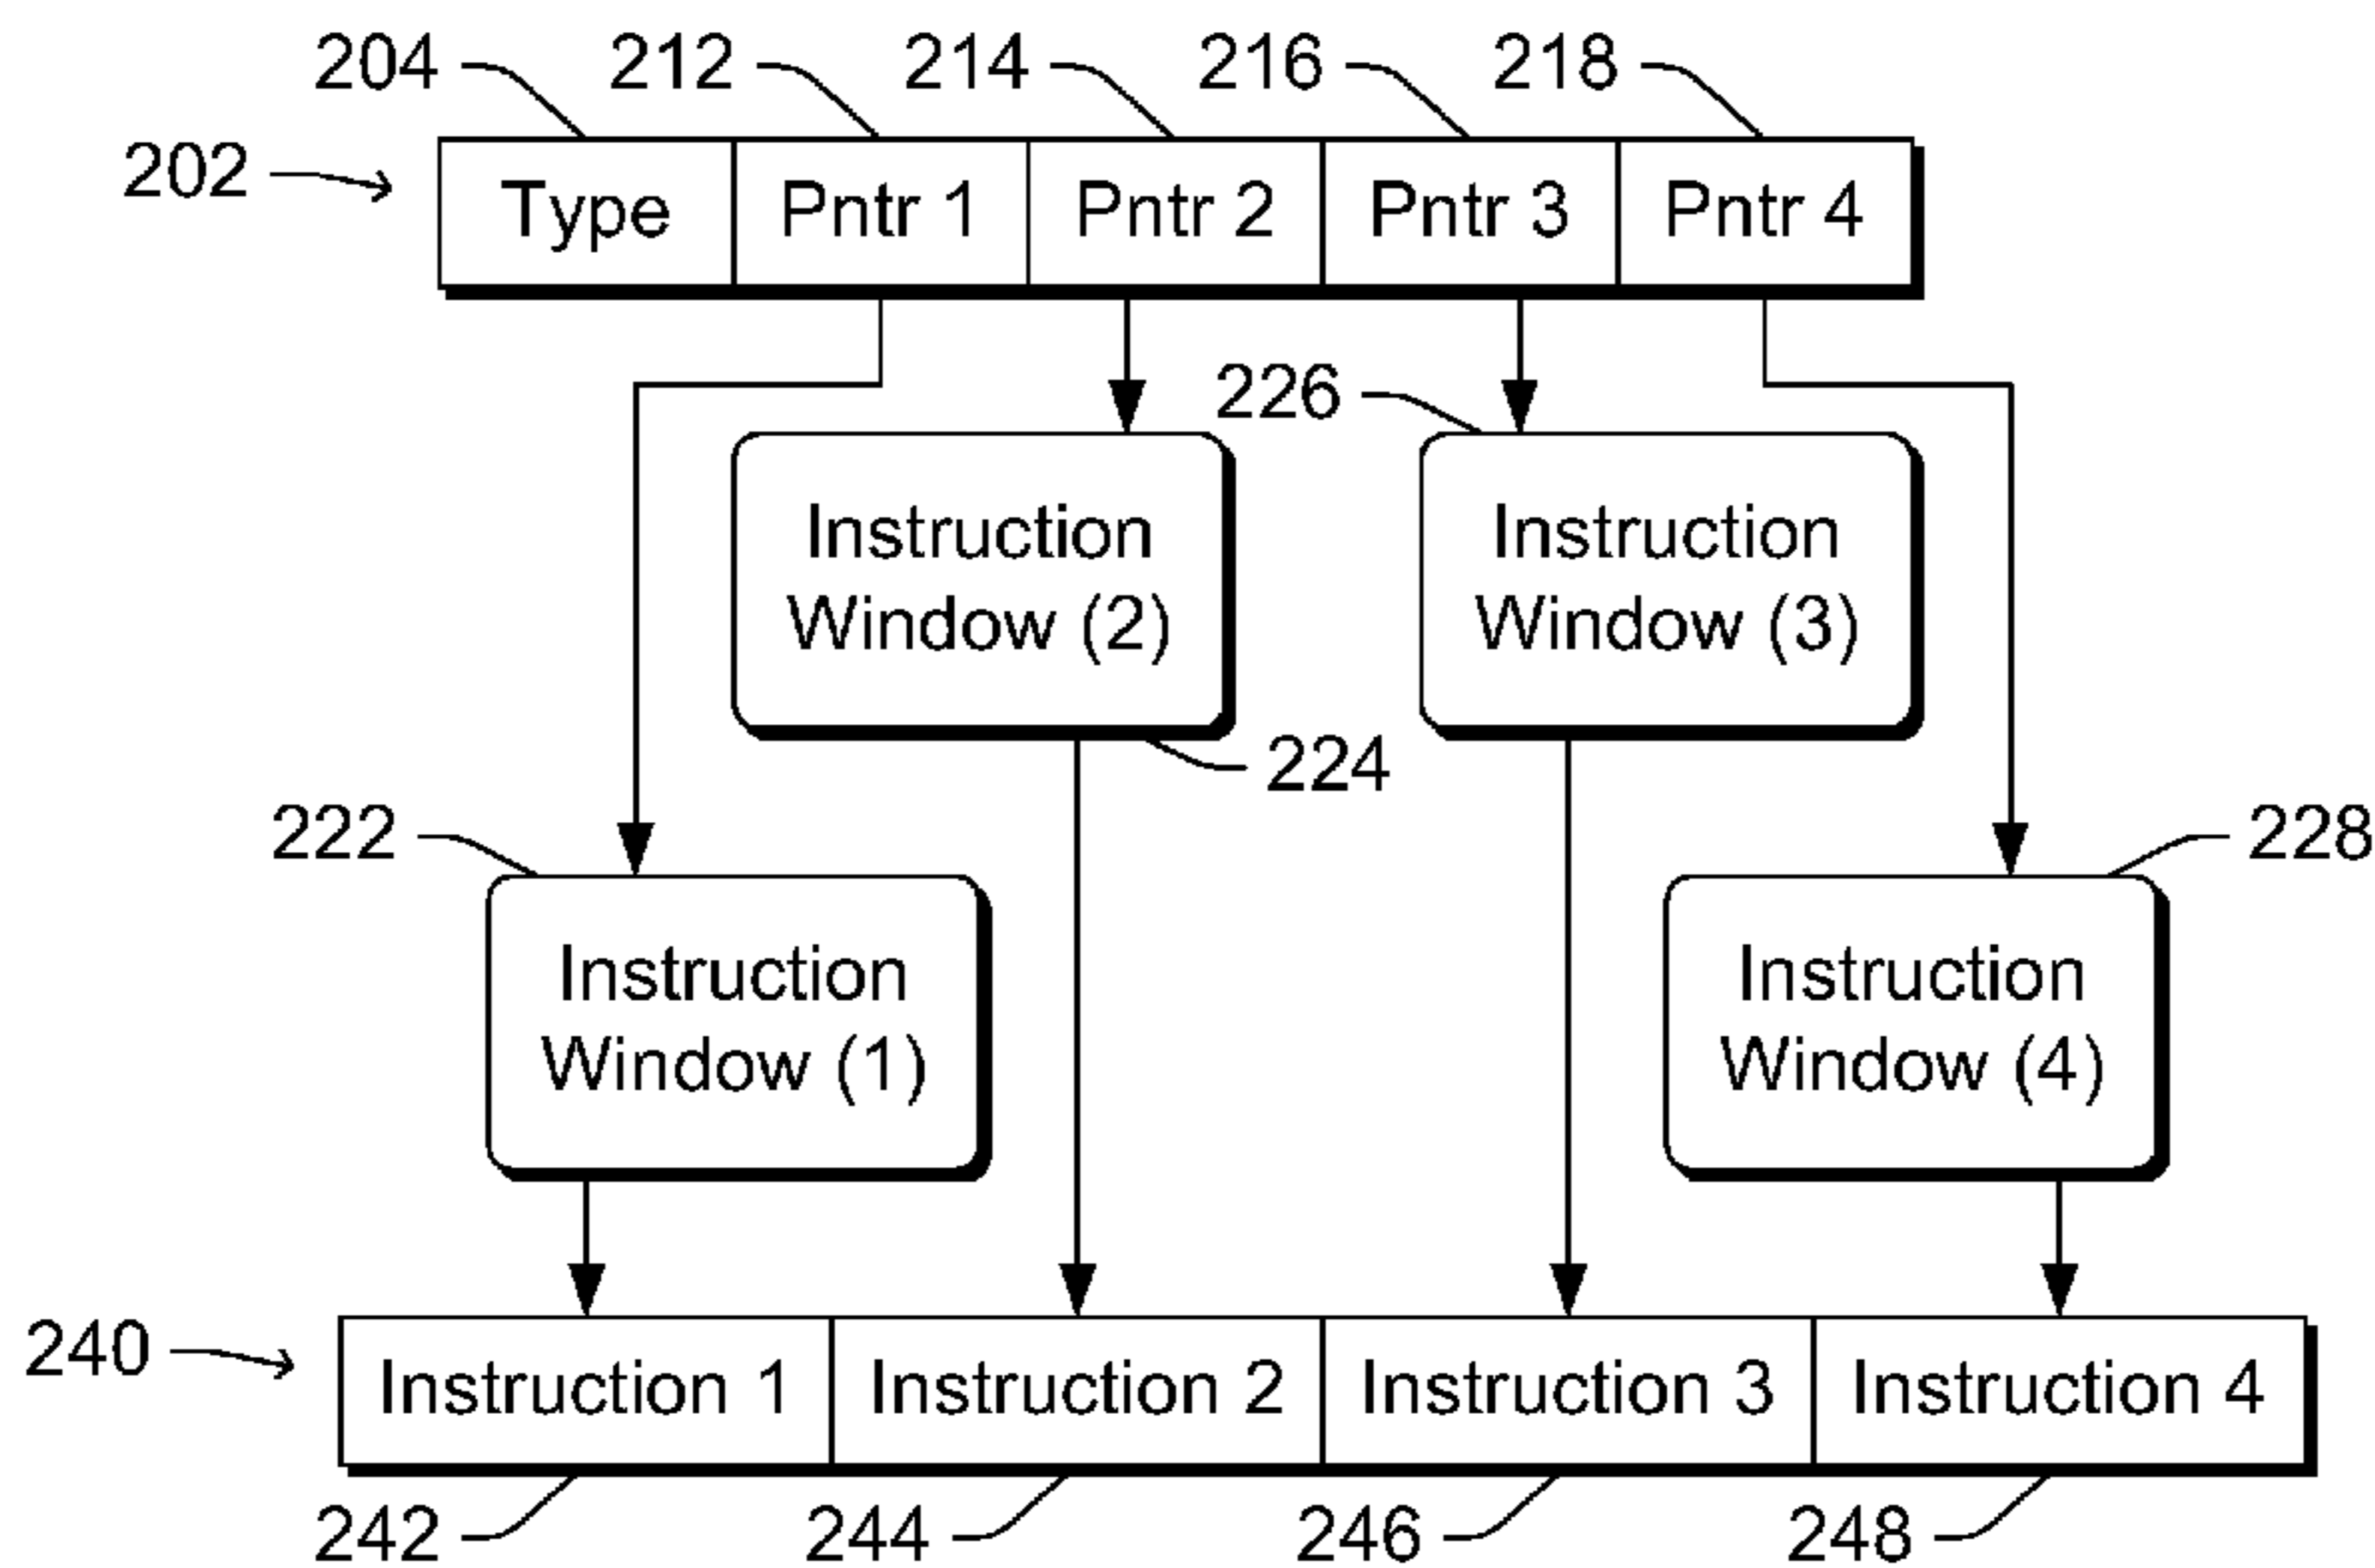 204 212 214 216 218
202
Type Pntr 1 Pntr 2 Pntr 3 Pntr 4
226
Instruction
Window (2)
Instruction
Window (3)
224
222
228
Instruction
Window (1)
Instruction
Window (4)
240
Instruction 1 Instruction 2 Instruction 3 Instruction 4
242 244 246 248